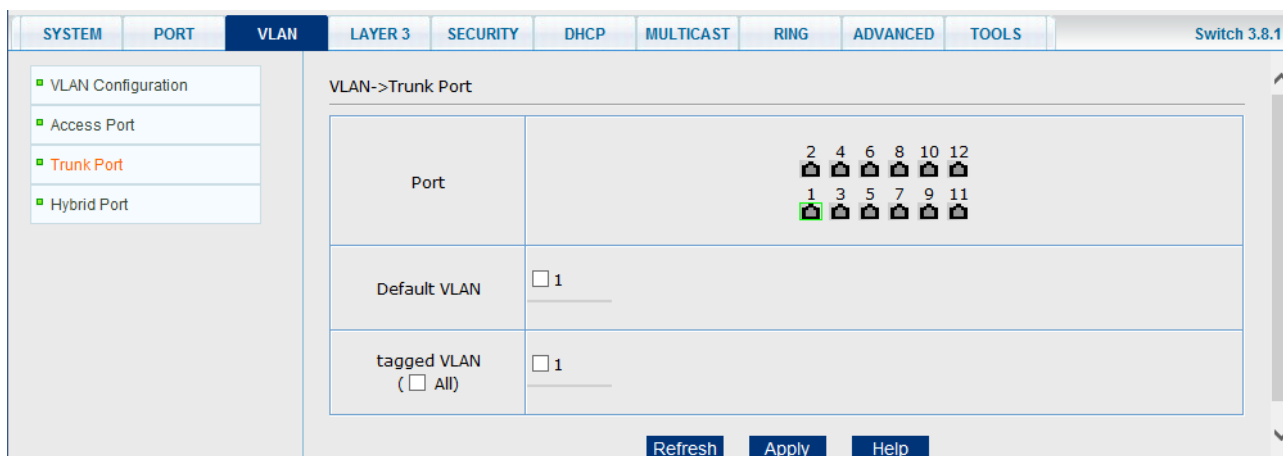 SYSTEM PORT VLAN LAYER 3 SECURITY DHCP MULTICAST RING ADVANCED TOOLS Switch 3.8.1
VLAN Configuration
Access Port
Trunk Port
Hybrid Port
VLAN->Trunk Port
Port
2 4 6 8 10 12
1 3 5 7 9 11
Default VLAN
1
tagged VLAN
( All)
1
Refresh Apply Help